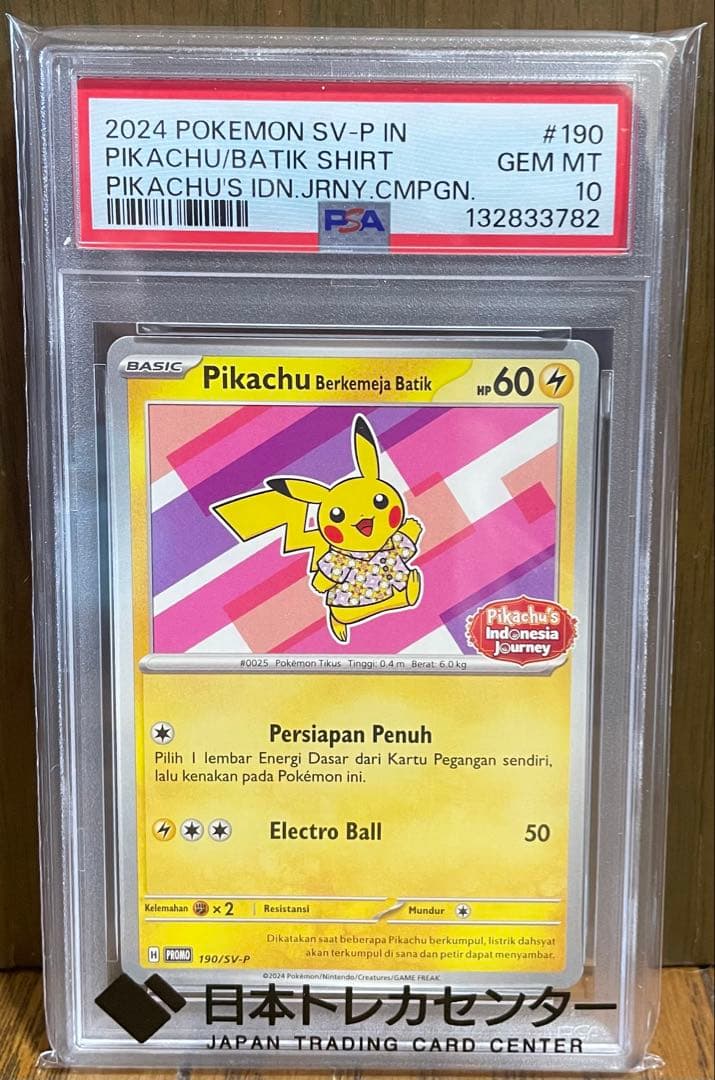 2024 POKEMON SV-P IN #190
PIKACHU/BATIK SHIRT GEM MT
PIKACHU'S IDN.JRNY.CMPGN. 10
PSA 132833782
BASIC Pikachu Berkemeja Batik HP 60
Pikachu's
Indonesia
Journey
#0025 Pokémon Tikus Tinggi: 0.4 m Berat: 6.0 kg
Persiapan Penuh
Pilih 1 lembar Energi Dasar dari Kartu Pegangan sendiri,
lalu kenakan pada Pokémon ini.
Electro Ball 50
Kelemahan ×2 Resistansi Mundur
Dikatakan saat beberapa Pikachu berkumpul, listrik dahsyat
akan terkumpul di sana dan petir dapat menyambar.
H PROMO 190/SV-P
©2024 Pokémon/Nintendo/Creatures/GAME FREAK.
日本トレカセンター
JAPAN TRADING CARD CENTER